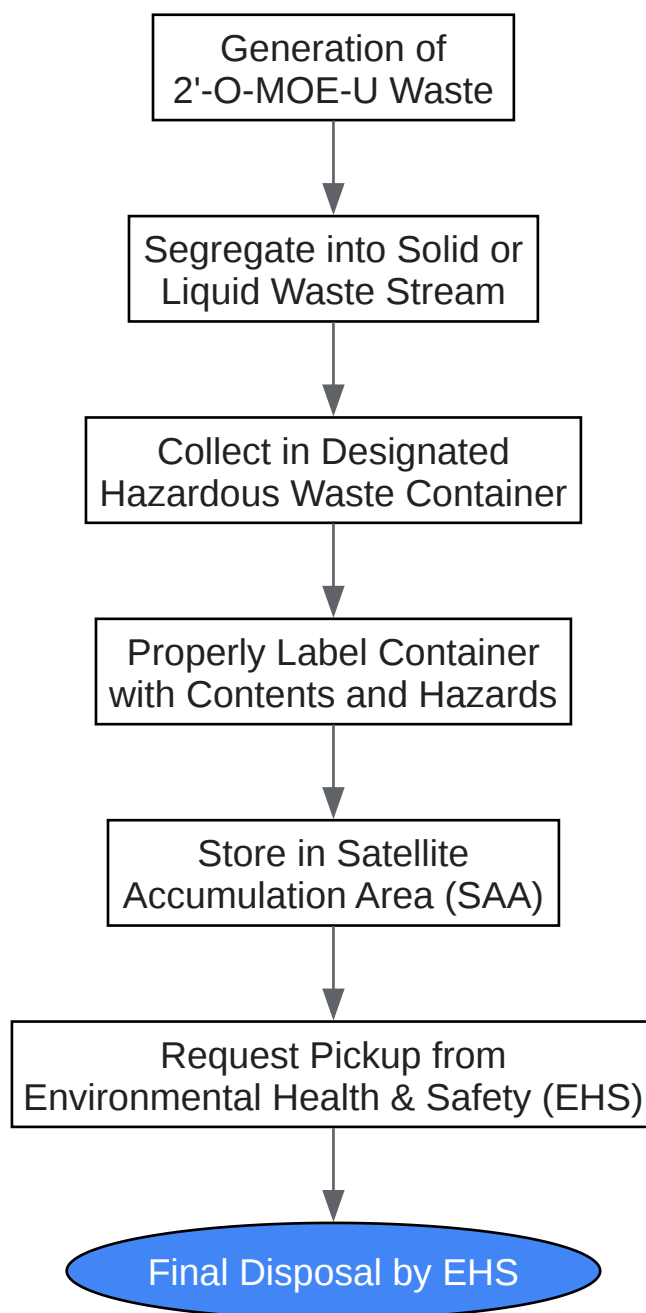 Generation of
2'-O-MOE-U Waste
Segregate into Solid or
Liquid Waste Stream
Collect in Designated
Hazardous Waste Container
Properly Label Container
with Contents and Hazards
Store in Satellite
Accumulation Area (SAA)
Request Pickup from
Environmental Health & Safety (EHS)
Final Disposal by EHS